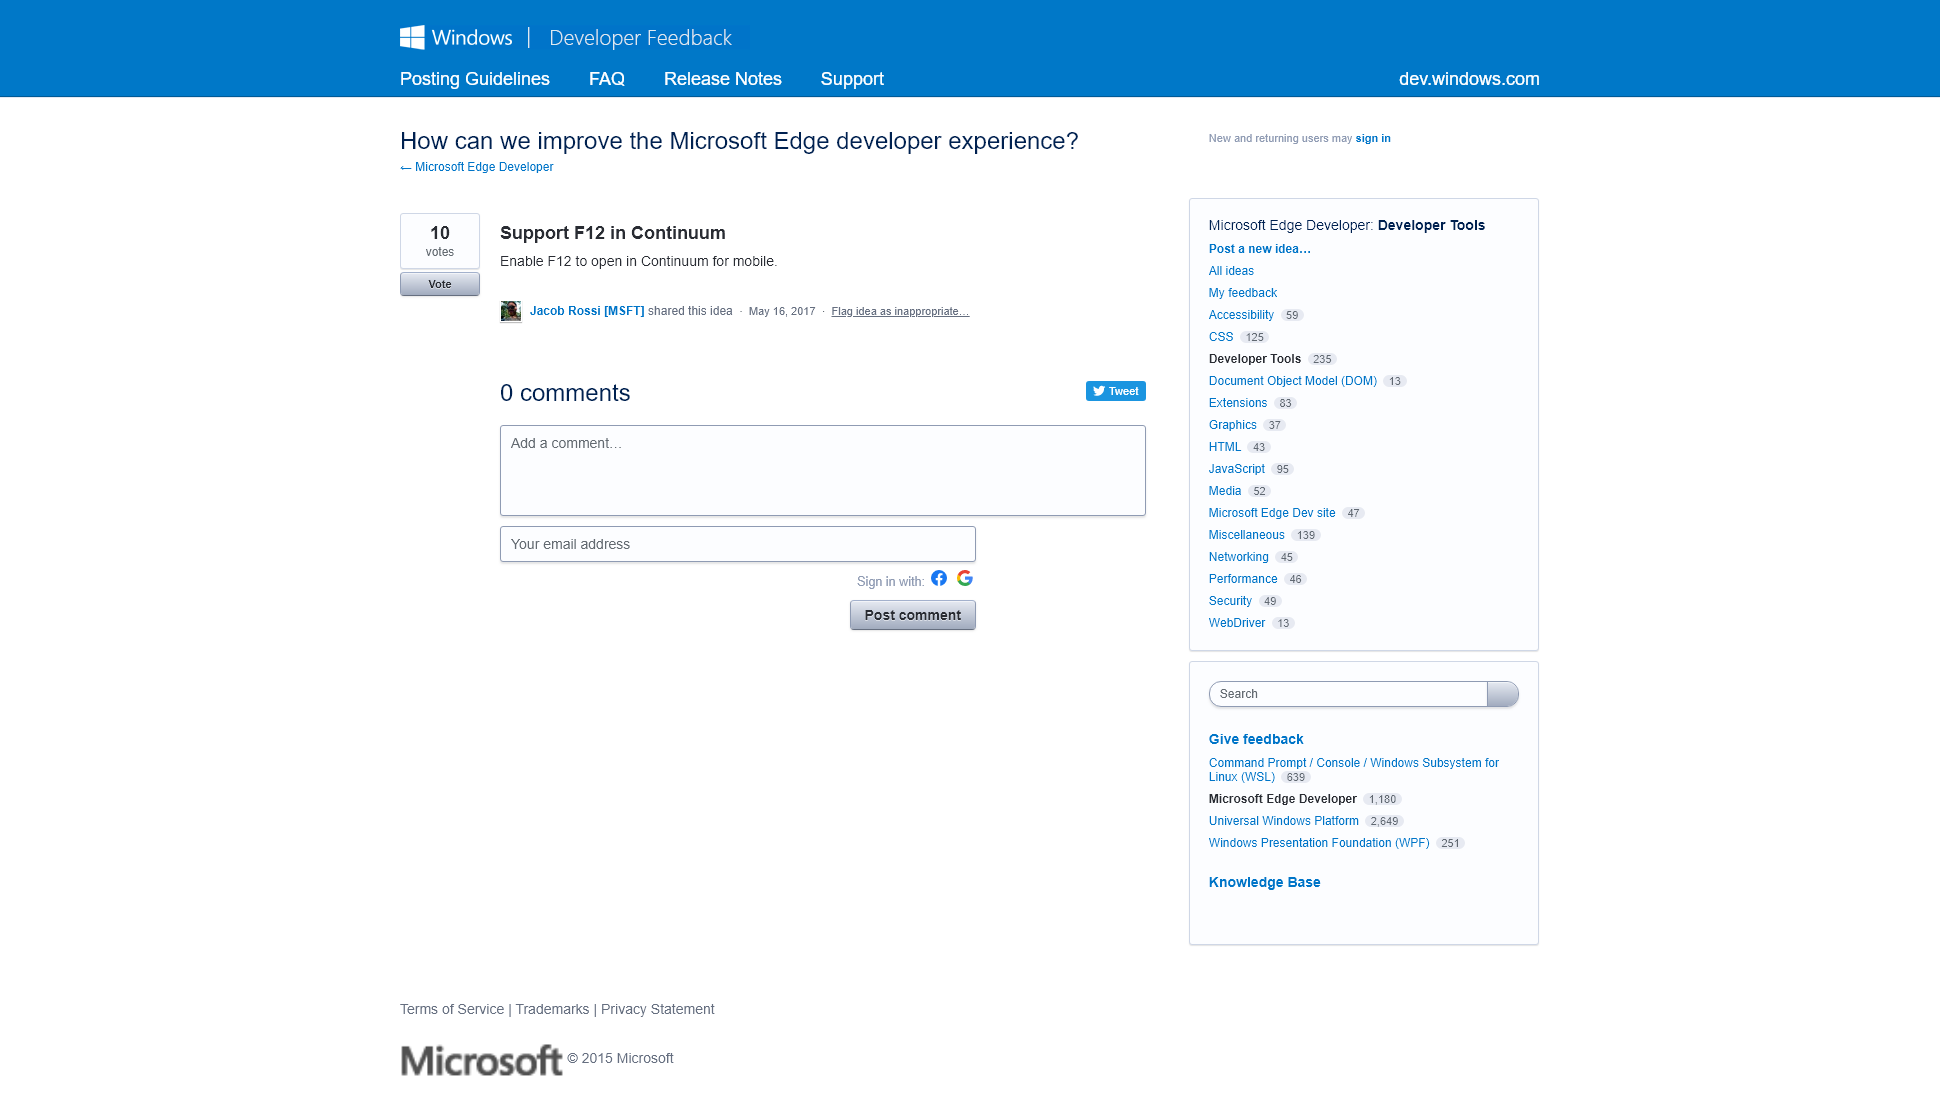 Windows | Developer Feedback
Posting Guidelines FAQ Release Notes Support dev.windows.com
How can we improve the Microsoft Edge developer experience?
← Microsoft Edge Developer
New and returning users may sign in
10
votes
Vote
Support F12 in Continuum
Enable F12 to open in Continuum for mobile.
Jacob Rossi [MSFT] shared this idea · May 16, 2017 · Flag idea as inappropriate…
0 comments
Tweet
Add a comment…
Your email address
Sign in with:
Post comment
Microsoft Edge Developer: Developer Tools
Post a new idea…
All ideas
My feedback
Accessibility 59
CSS 125
Developer Tools 235
Document Object Model (DOM) 13
Extensions 83
Graphics 37
HTML 43
JavaScript 95
Media 52
Microsoft Edge Dev site 47
Miscellaneous 139
Networking 45
Performance 46
Security 49
WebDriver 13
Search
Give feedback
Command Prompt / Console / Windows Subsystem for
Linux (WSL) 639
Microsoft Edge Developer 1,180
Universal Windows Platform 2,649
Windows Presentation Foundation (WPF) 251
Knowledge Base
Terms of Service | Trademarks | Privacy Statement
Microsoft © 2015 Microsoft